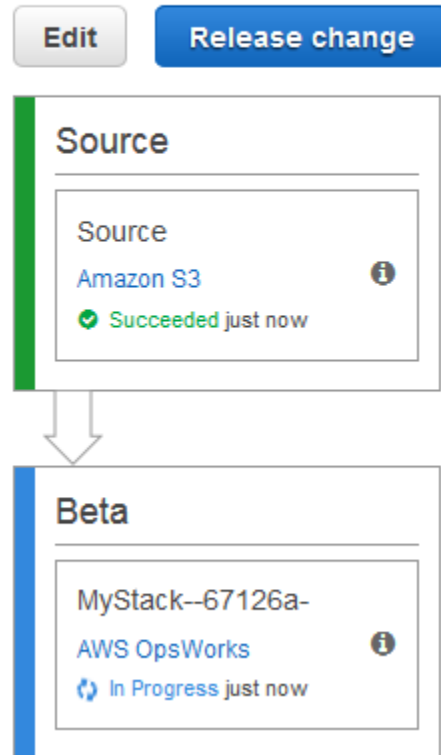 Edit Release change
Source
Source
Amazon S3
Succeeded just now
Beta
MyStack--67126a-
AWS OpsWorks
In Progress just now